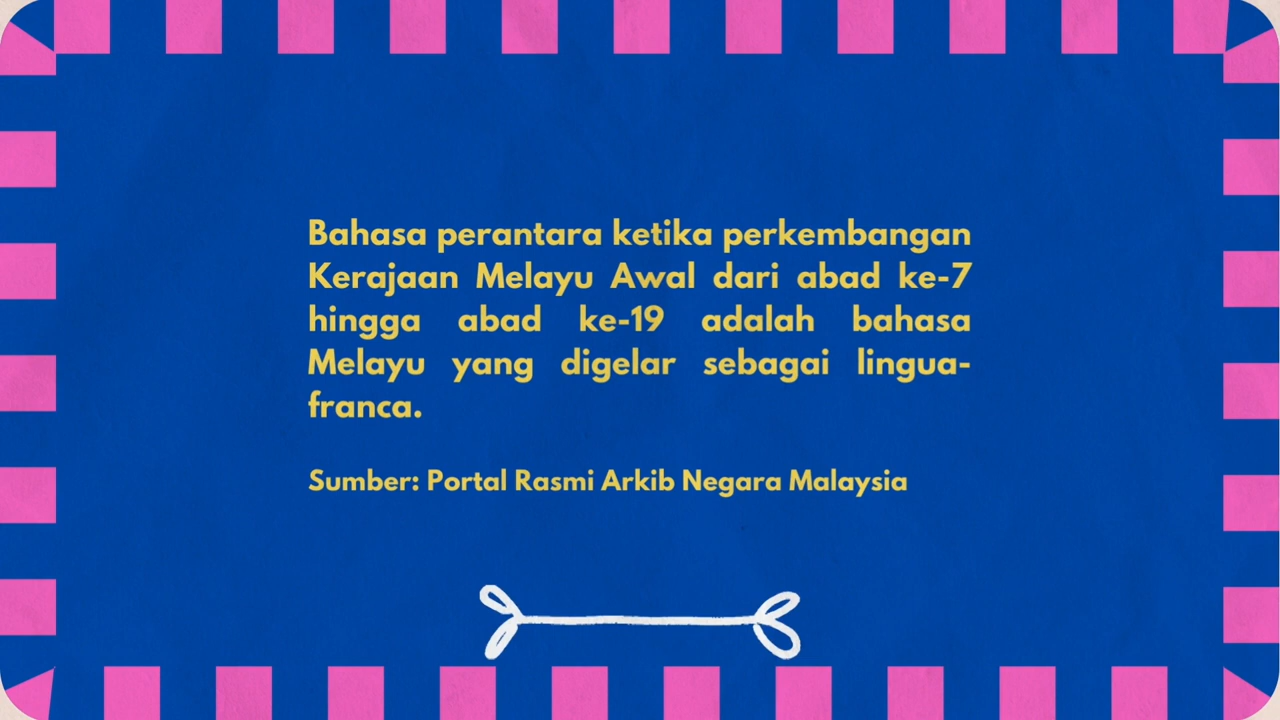 Bahasa perantara ketika perkembangan
Kerajaan Melayu Awal dari abad ke-7
hingga abad ke-19 adalah bahasa
Melayu yang digelar sebagai lingua-
franca.
Sumber: Portal Rasmi Arkib Negara Malaysia